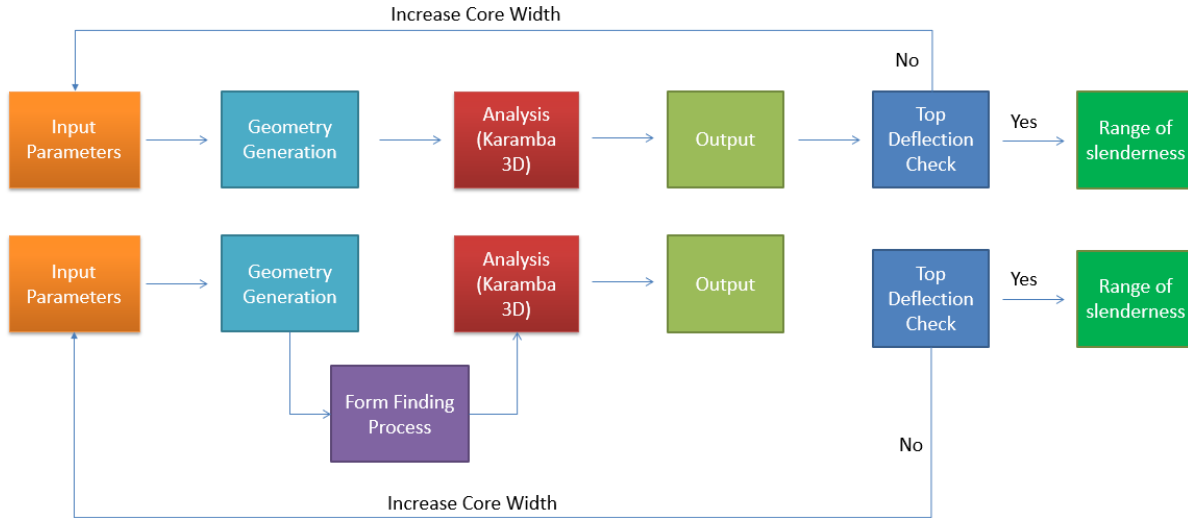 Increase Core Width
No
Input
Parameters
Geometry
Generation
Analysis
(Karamba
3D)
Output
Top
Deflection
Check
Yes
Range of
slenderness
Input
Parameters
Geometry
Generation
Analysis
(Karamba
3D)
Output
Top
Deflection
Check
Yes
Range of
slenderness
Form Finding
Process
No
Increase Core Width